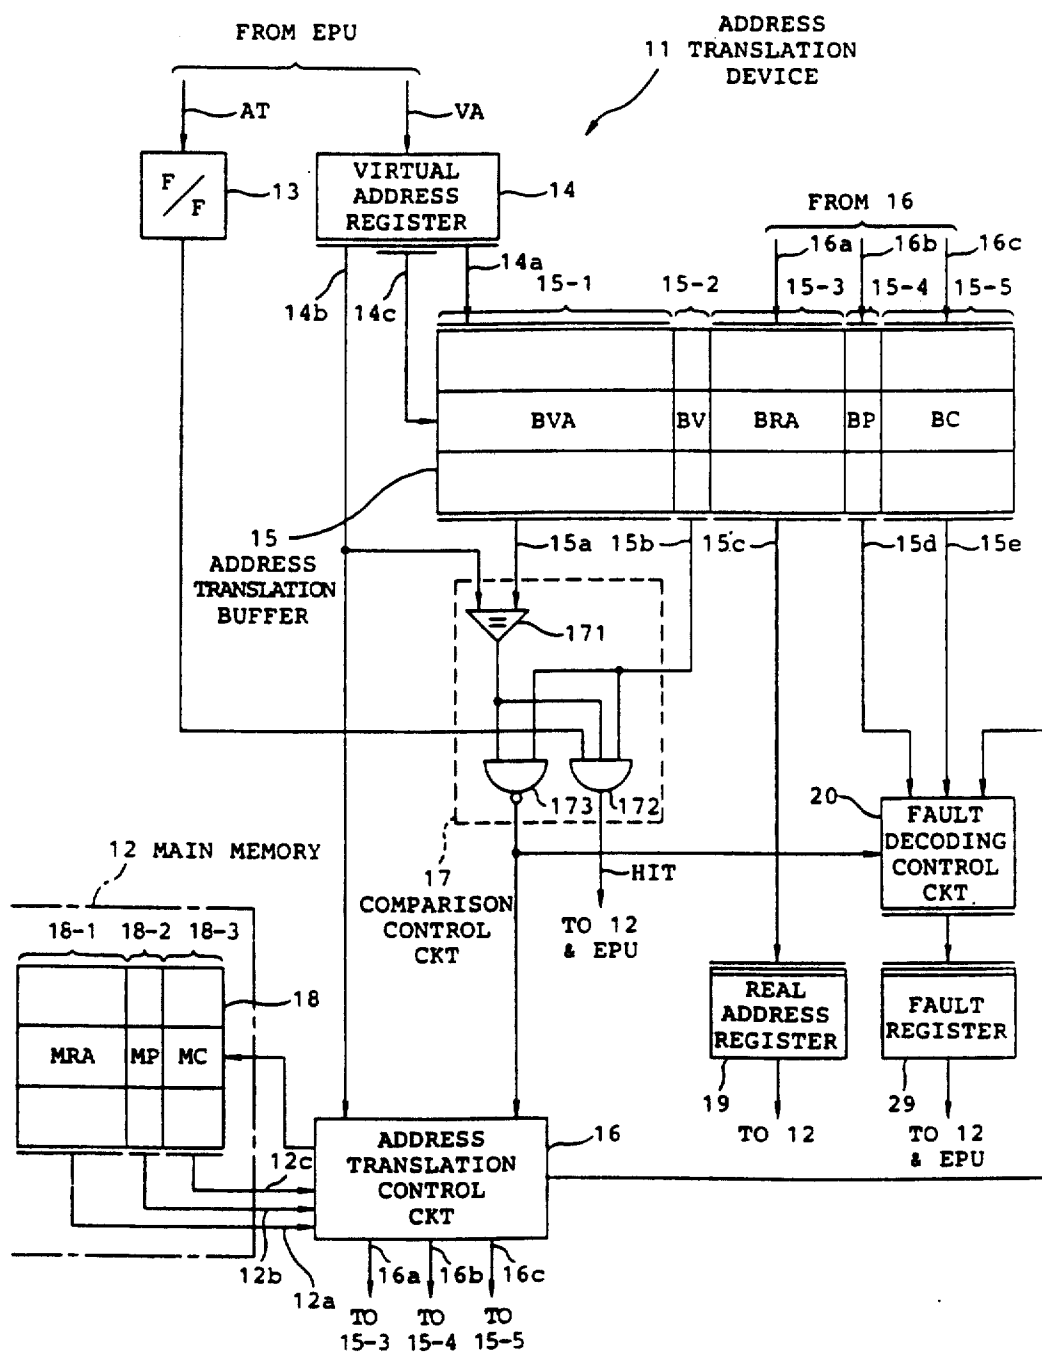 FROM EPU
ADDRESS
11 TRANSLATION
DEVICE
AT
VA
F/F
13
VIRTUAL
ADDRESS
REGISTER
14
FROM 16
16a
16b
16c
14a
14b
14c
15-1
15-2
15-3
15-4
15-5
BVA
BV
BRA
BP
BC
15
ADDRESS
TRANSLATION
BUFFER
15a
15b
15c
15d
15e
=
171
173
172
20
FAULT
DECODING
CONTROL
CKT
12 MAIN MEMORY
17
COMPARISON
CONTROL
CKT
HIT
TO 12
& EPU
18-1
18-2
18-3
18
MRA
MP
MC
REAL
ADDRESS
REGISTER
FAULT
REGISTER
19
29
TO 12
TO 12
& EPU
ADDRESS
TRANSLATION
CONTROL
CKT
16
12c
12b
12a
16a
16b
16c
TO
15-3
TO
15-4
TO
15-5